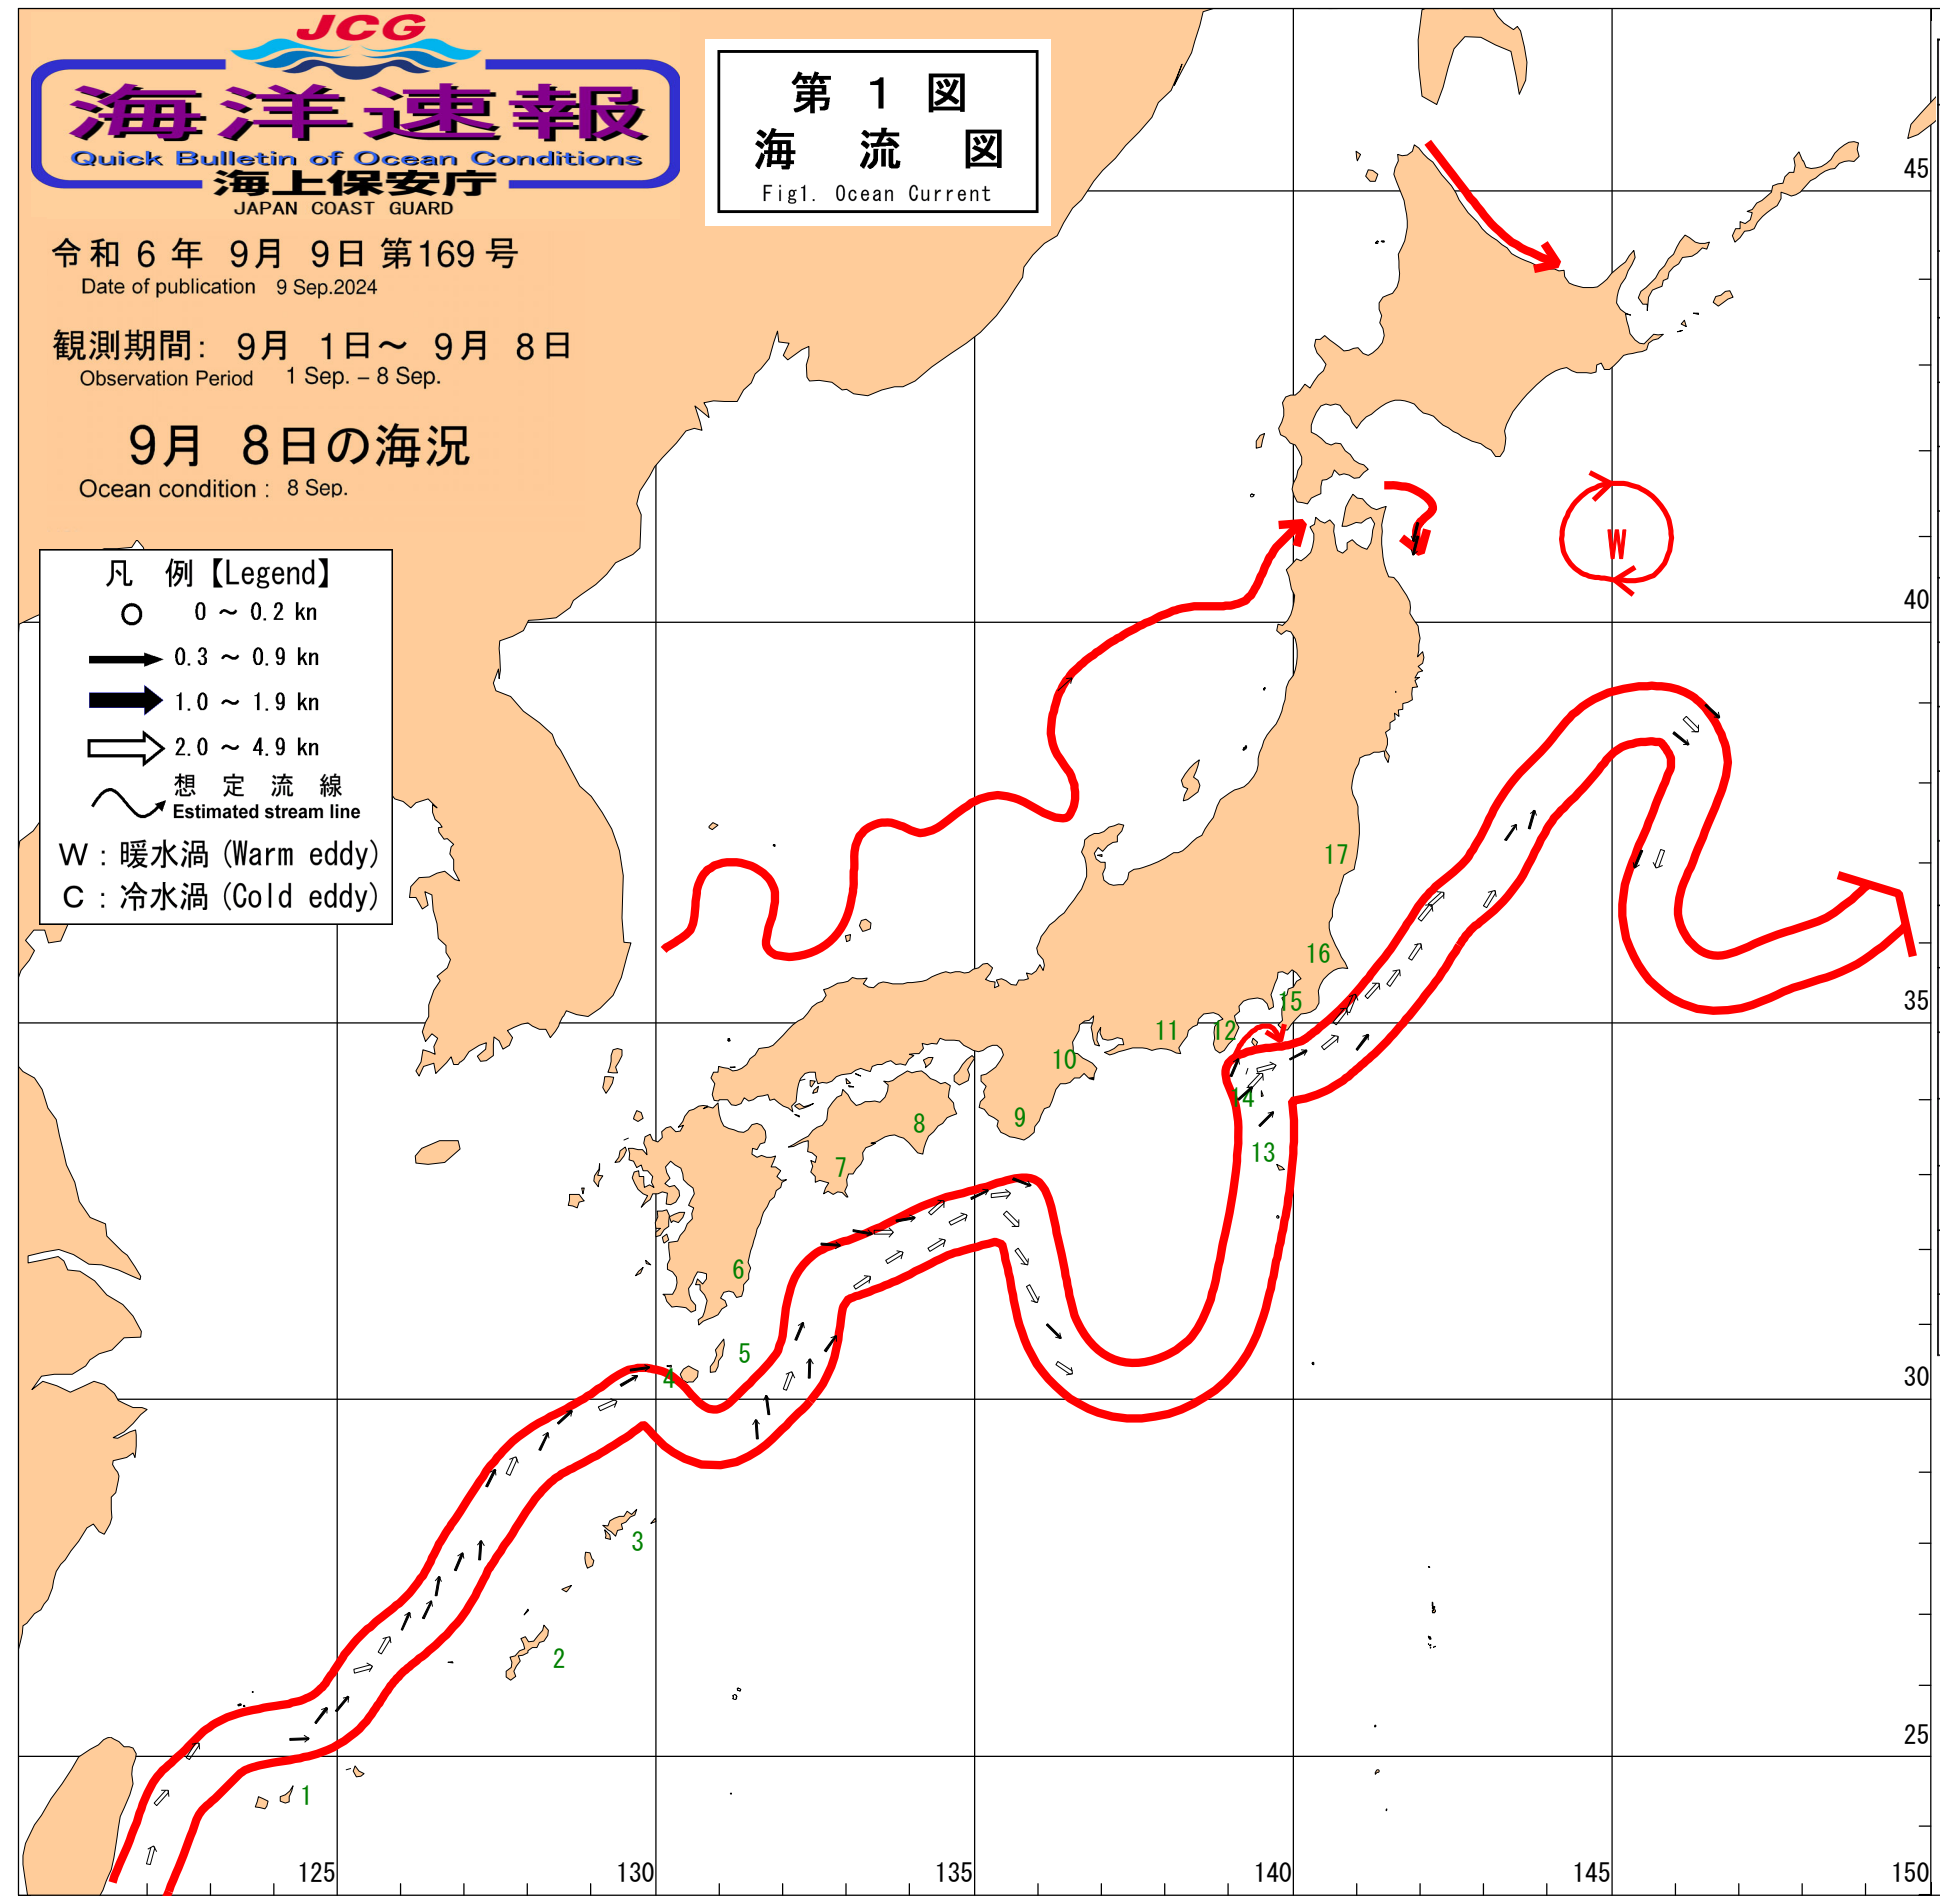 JCG
海洋速報
Quick Bulletin of Ocean Conditions
海上保安庁
JAPAN COAST GUARD
令和 6 年 9月 9日 第169号
Date of publication 9 Sep.2024
観測期間: 9月 1日～ 9月 8日
Observation Period 1 Sep. – 8 Sep.
9月 8日の海況
Ocean condition : 8 Sep.
第 1 図
海 流 図
Fig1. Ocean Current
凡 例【Legend】
0 ～ 0.2 kn
0.3 ～ 0.9 kn
1.0 ～ 1.9 kn
2.0 ～ 4.9 kn
想 定 流 線
Estimated stream line
W : 暖水渦 (Warm eddy)
C : 冷水渦 (Cold eddy)
45
W
40
17
16
15
35
12
11
10
14
9
8
13
7
6
5
4
30
3
2
25
1
125
130
135
140
145
150